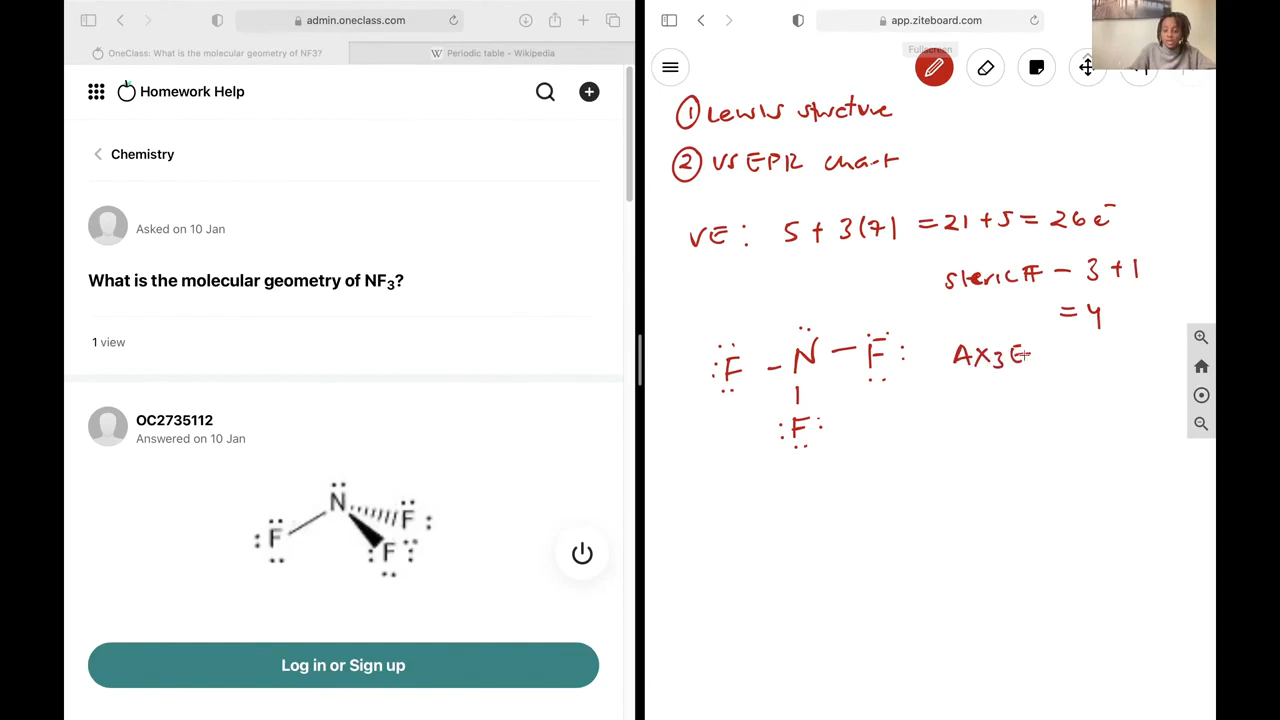 admin.oneclass.com
OneClass: What is the molecular geometry of NF3?
Periodic table - Wikipedia
Homework Help
Chemistry
Asked on 10 Jan
What is the molecular geometry of NF₃?
1 view
OC2735112
Answered on 10 Jan
N
F
F
F
Log in or Sign up
app.ziteboard.com
Fullscreen
① Lewis structure
② VSEPR chart
VE: 5 + 3(7) = 21 + 5 = 26 e⁻
steric # - 3 + 1
= 4
:F - N - F:
F
AX₃E